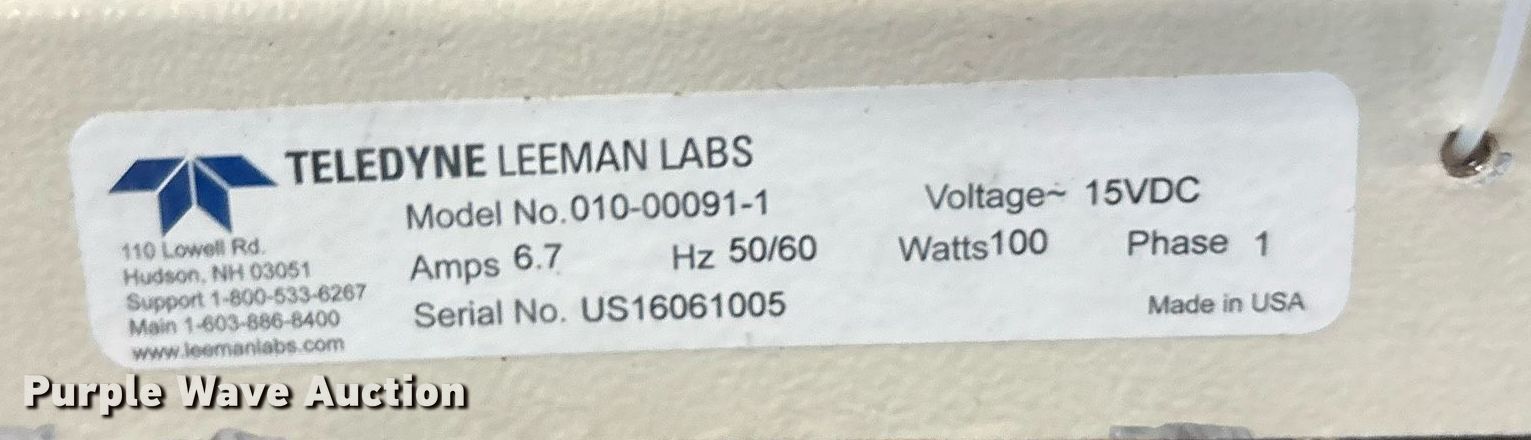 TELEDYNE LEEMAN LABS
Model No. 010-00091-1 Voltage~ 15VDC
Amps 6.7 Hz 50/60 Watts 100 Phase 1
Serial No. US16061005 Made in USA
110 Lowell Rd.
Hudson, NH 03051
Support 1-800-533-6267
Main 1-603-886-8400
www.leemanlabs.com
Purple Wave Auction